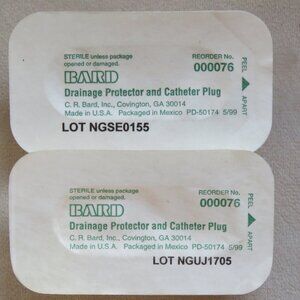 STERILE unless package
opened or damaged.
REORDER No.
000076
BARD
Drainage Protector and Catheter Plug
C. R. Bard, Inc., Covington, GA 30014
Made in U.S.A. Packaged in Mexico PD-50174 5/99
PEEL
APART
LOT NGSE0155
STERILE unless package
opened or damaged.
REORDER No.
000076
BARD
Drainage Protector and Catheter Plug
C. R. Bard, Inc., Covington, GA 30014
Made in U.S.A. Packaged in Mexico PD-50174 5/99
PEEL
APART
LOT NGUJ1705